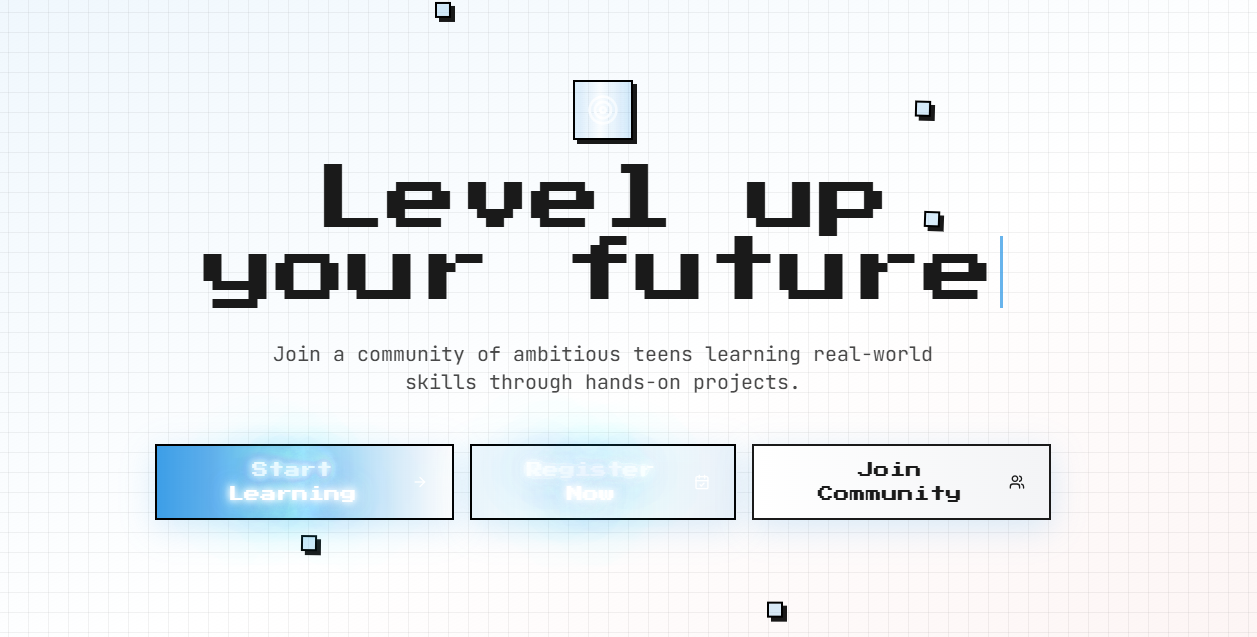 Level up
your future
Join a community of ambitious teens learning real-world
skills through hands-on projects.
Start
Learning
Register
Now
Join
Community